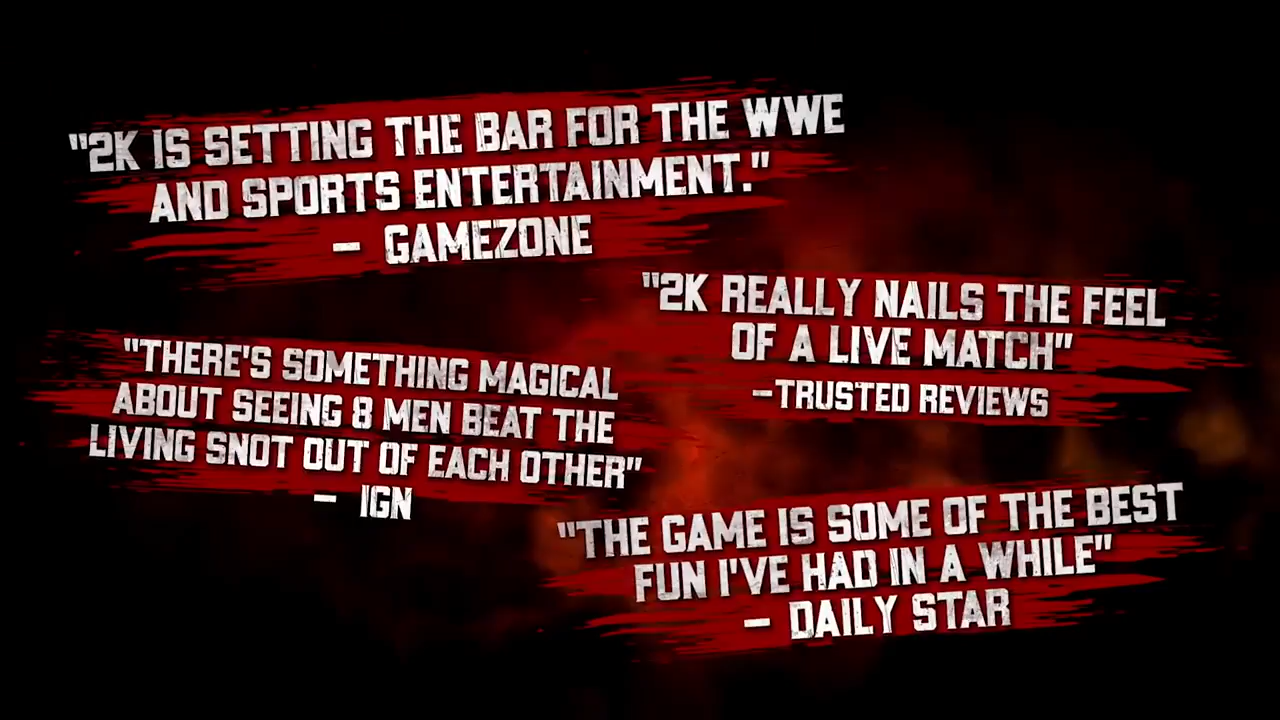 "2K IS SETTING THE BAR FOR THE WWE
AND SPORTS ENTERTAINMENT."
– GAMEZONE
"2K REALLY NAILS THE FEEL
OF A LIVE MATCH"
–TRUSTED REVIEWS
"THERE'S SOMETHING MAGICAL
ABOUT SEEING 8 MEN BEAT THE
LIVING SNOT OUT OF EACH OTHER"
– IGN
"THE GAME IS SOME OF THE BEST
FUN I'VE HAD IN A WHILE"
– DAILY STAR